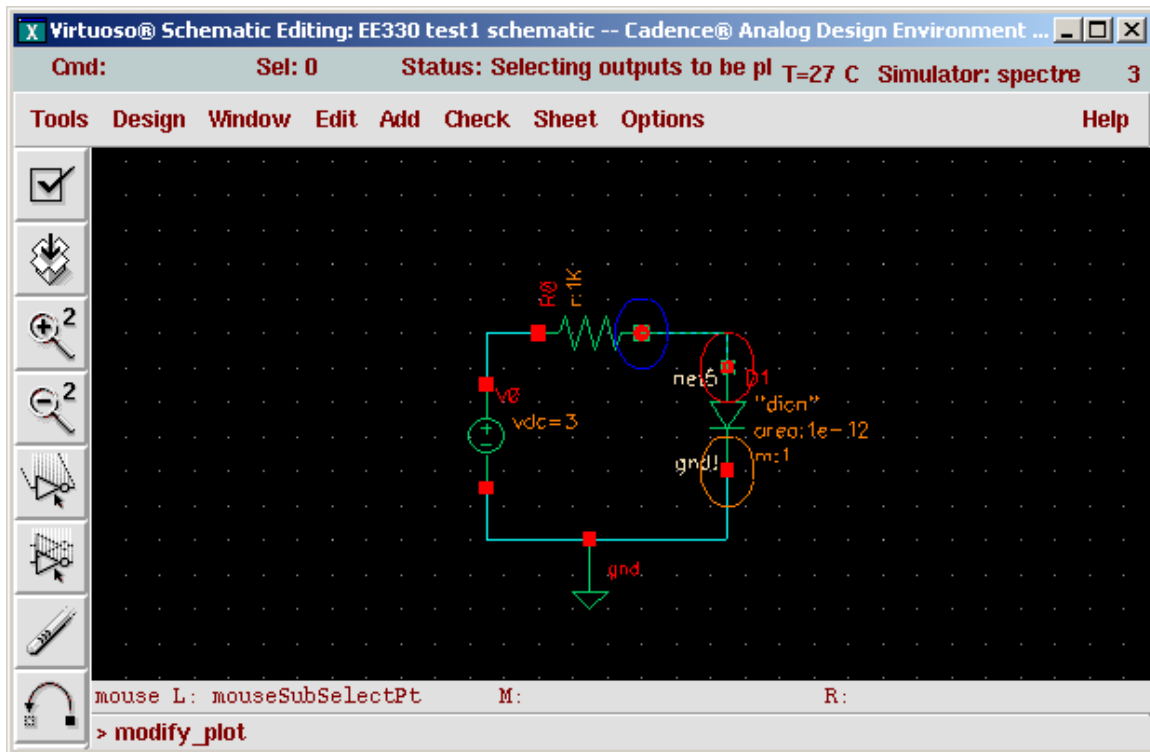 Virtuoso® Schematic Editing: EE330 test1 schematic -- Cadence® Analog Design Environment ...
Cmd: Sel: 0 Status: Selecting outputs to be pl T=27 C Simulator: spectre 3
Tools Design Window Edit Add Check Sheet Options Help
2
2
R0
r:1K
net6 D1
V0
vdc=3
"dion"
area:1e-12
gnd! m:1
gnd
mouse L: mouseSubSelectPt M: R:
> modify_plot